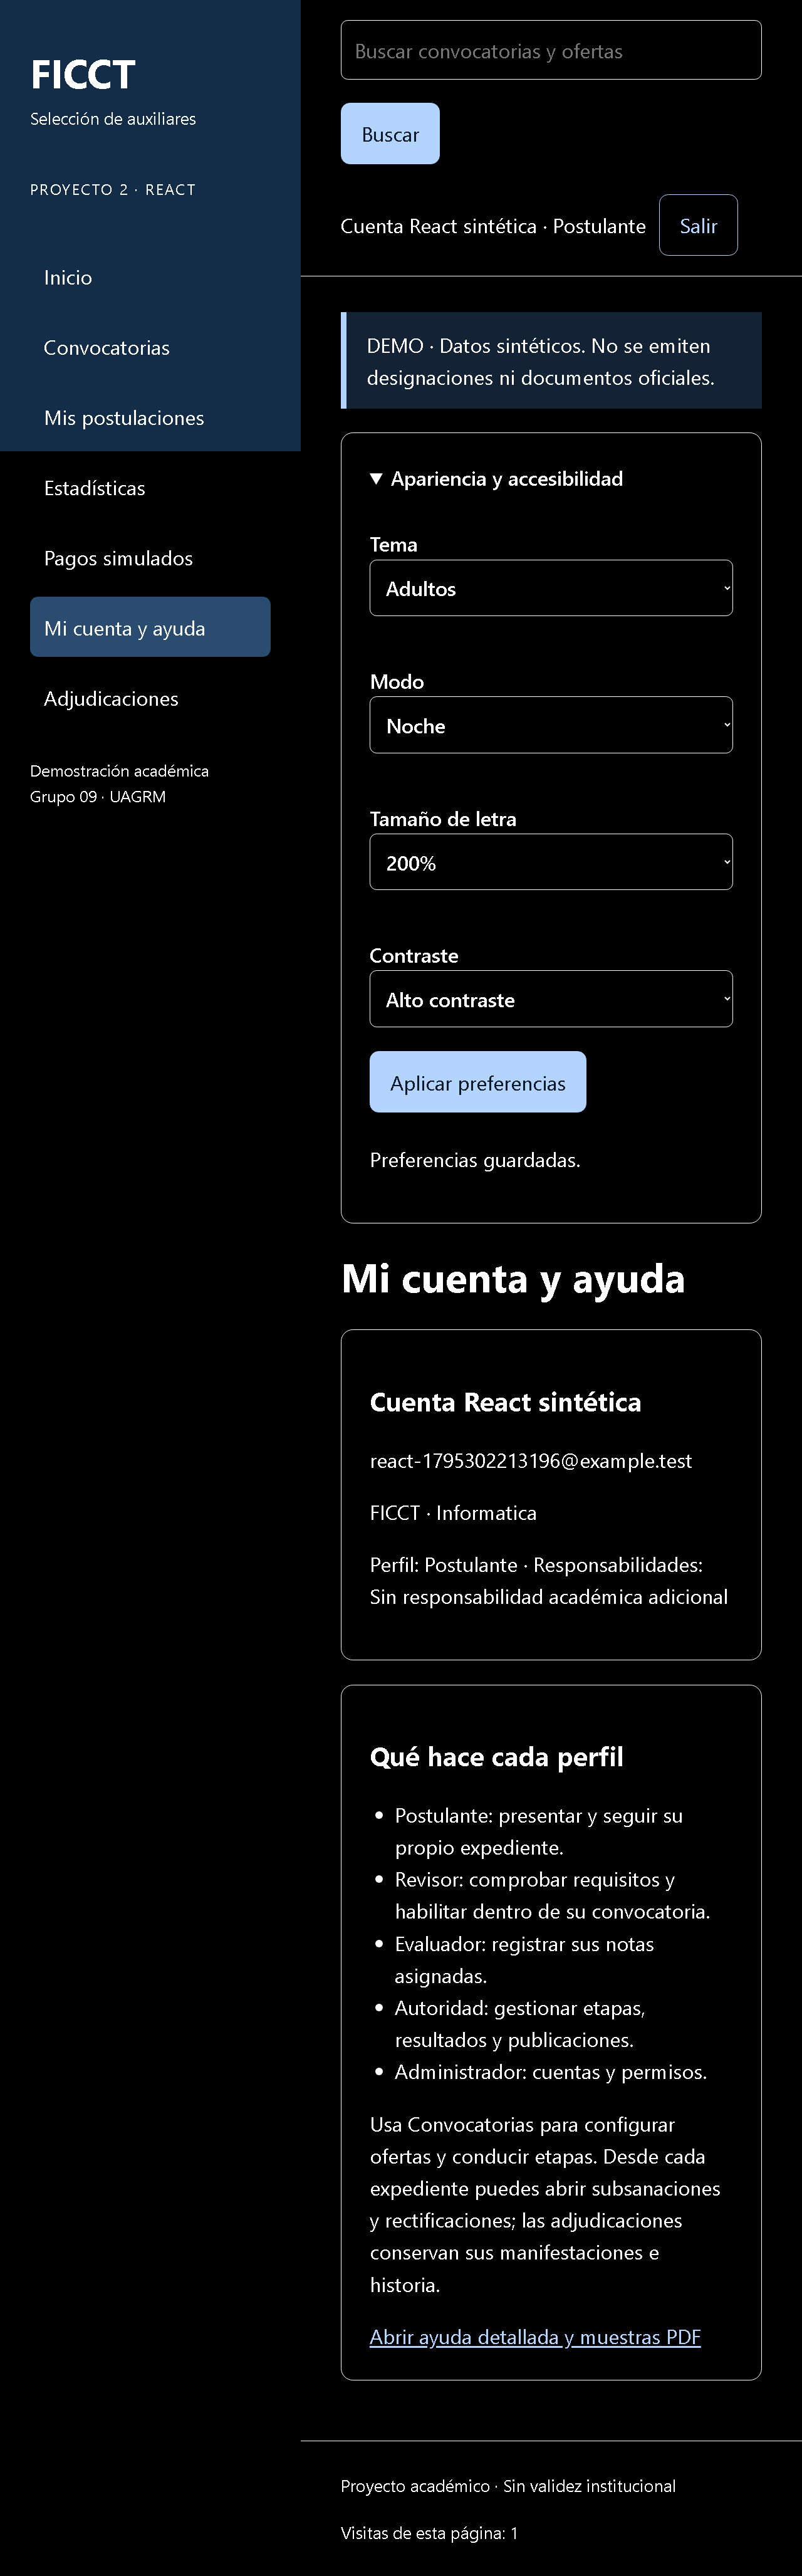 FICCT
Selección de auxiliares
PROYECTO 2 · REACT
Inicio
Convocatorias
Mis postulaciones
Estadísticas
Pagos simulados
Mi cuenta y ayuda
Adjudicaciones
Demostración académica
Grupo 09 · UAGRM
Buscar convocatorias y ofertas
Buscar
Cuenta React sintética · Postulante
Salir
DEMO · Datos sintéticos. No se emiten
designaciones ni documentos oficiales.
▼ Apariencia y accesibilidad
Tema
Adultos
Modo
Noche
Tamaño de letra
200%
Contraste
Alto contraste
Aplicar preferencias
Preferencias guardadas.
Mi cuenta y ayuda
Cuenta React sintética
react-1795302213196@example.test
FICCT · Informatica
Perfil: Postulante · Responsabilidades:
Sin responsabilidad académica adicional
Qué hace cada perfil
• Postulante: presentar y seguir su
propio expediente.
• Revisor: comprobar requisitos y
habilitar dentro de su convocatoria.
• Evaluador: registrar sus notas
asignadas.
• Autoridad: gestionar etapas,
resultados y publicaciones.
• Administrador: cuentas y permisos.
Usa Convocatorias para configurar
ofertas y conducir etapas. Desde cada
expediente puedes abrir subsanaciones
y rectificaciones; las adjudicaciones
conservan sus manifestaciones e
historia.
Abrir ayuda detallada y muestras PDF
Proyecto académico · Sin validez institucional
Visitas de esta página: 1